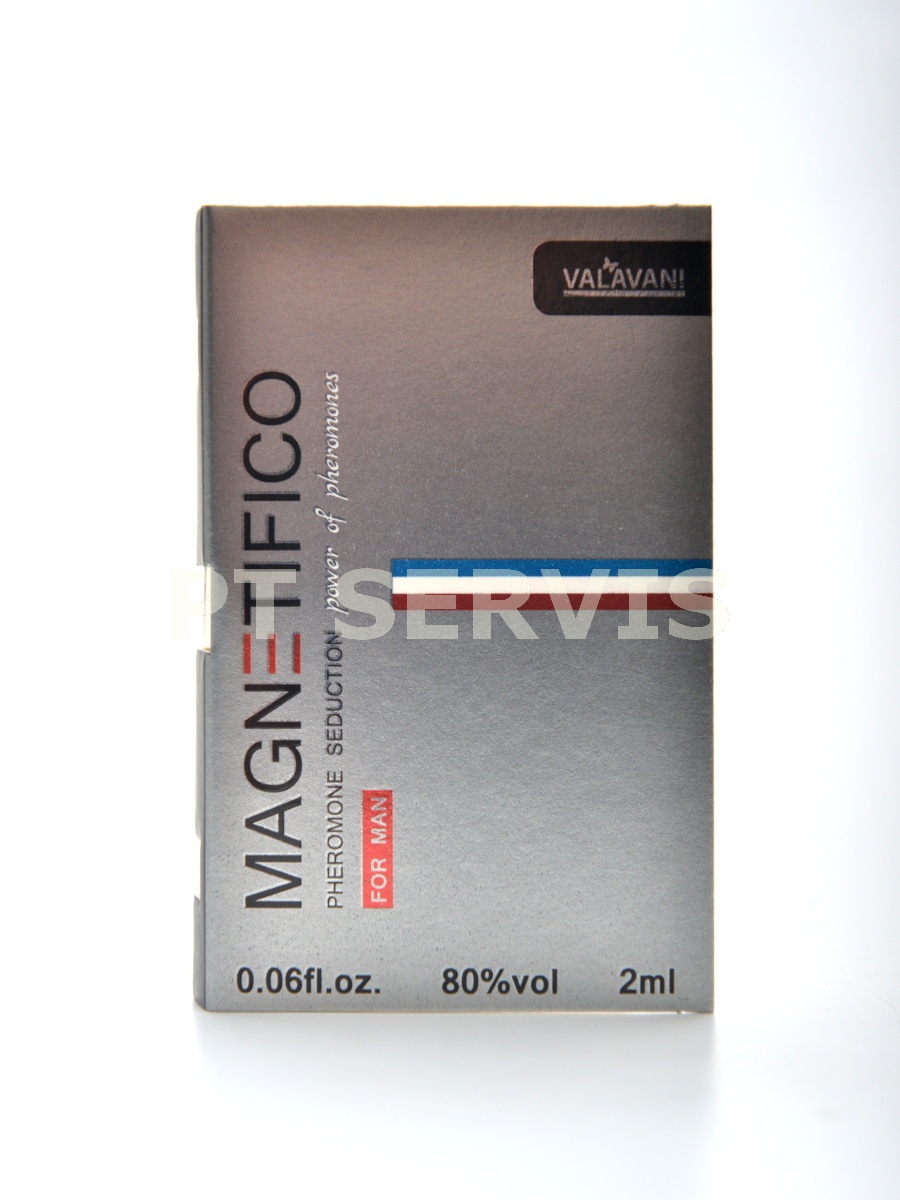 VALAVANI
MAGNETIFICO
PHEROMONE SEDUCTION power of pheromones
FOR MAN
PT SERVIS
0.06fl.oz. 80%vol 2ml